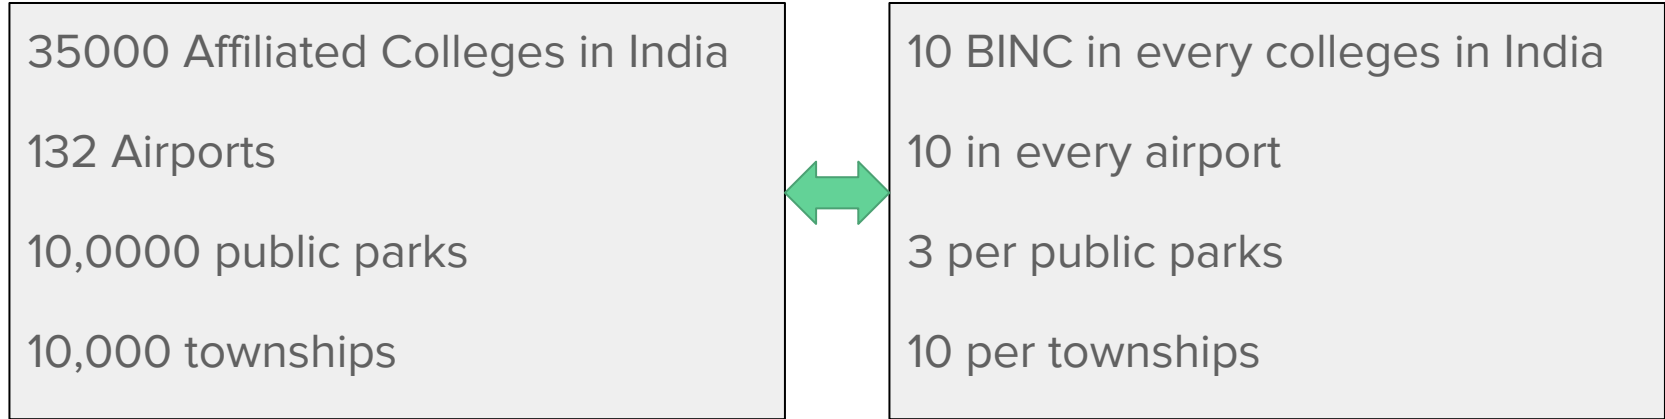 35000 Affiliated Colleges in India
132 Airports
10,0000 public parks
10,000 townships
10 BINC in every colleges in India
10 in every airport
3 per public parks
10 per townships